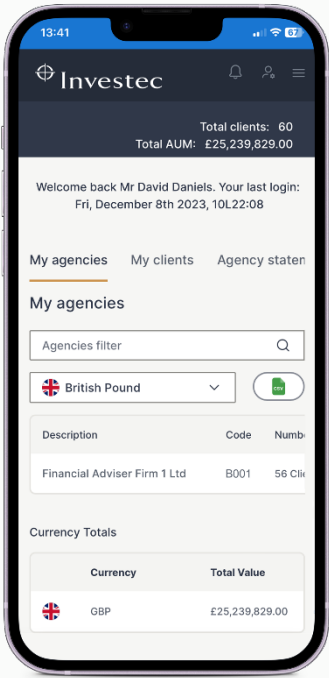 13:41
67
Investec
Total clients: 60
Total AUM: £25,239,829.00
Welcome back Mr David Daniels. Your last login:
Fri, December 8th 2023, 10L22:08
My agencies My clients Agency staten
My agencies
Agencies filter
British Pound
CSV
Description Code Numbe
Financial Adviser Firm 1 Ltd B001 56 Clie
Currency Totals
Currency Total Value
GBP £25,239,829.00